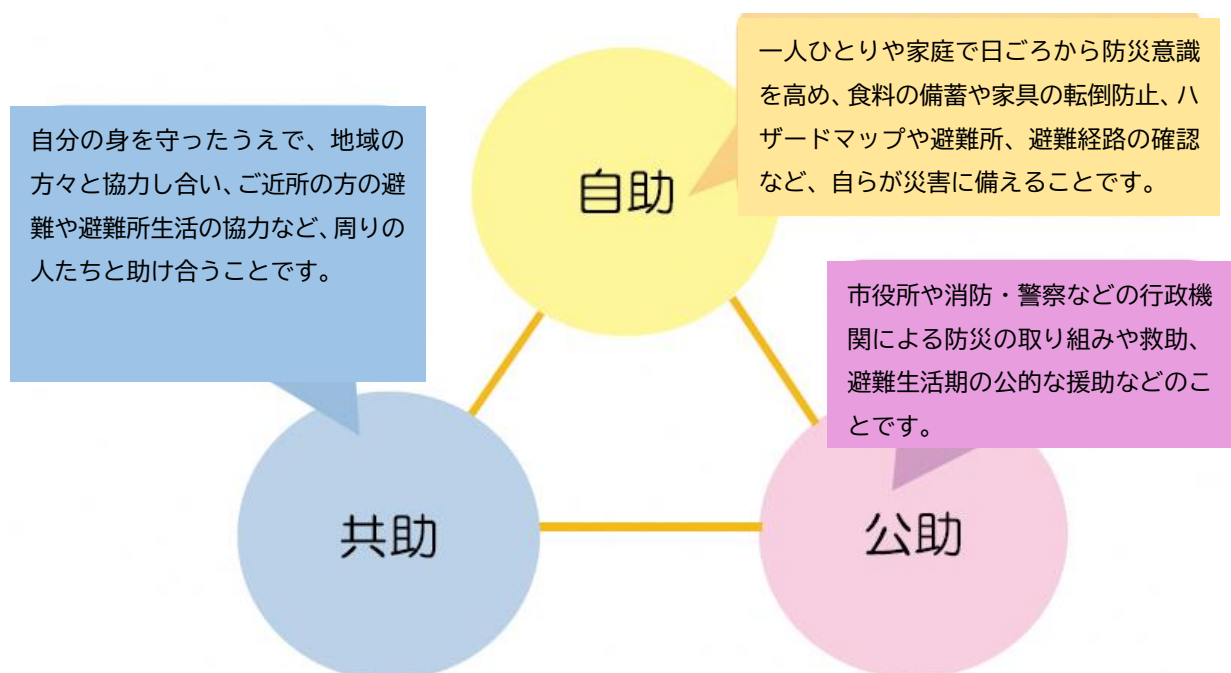 一人ひとりや家庭で日ごろから防災意識
を高め、食料の備蓄や家具の転倒防止、ハ
ザードマップや避難所、避難経路の確認
など、自らが災害に備えることです。
自助
自分の身を守ったうえで、地域の
方々と協力し合い、ご近所の方の避
難や避難所生活の協力など、周りの
人たちと助け合うことです。
市役所や消防・警察などの行政機
関による防災の取り組みや救助、
避難生活期の公的な援助などのこ
とです。
共助
公助